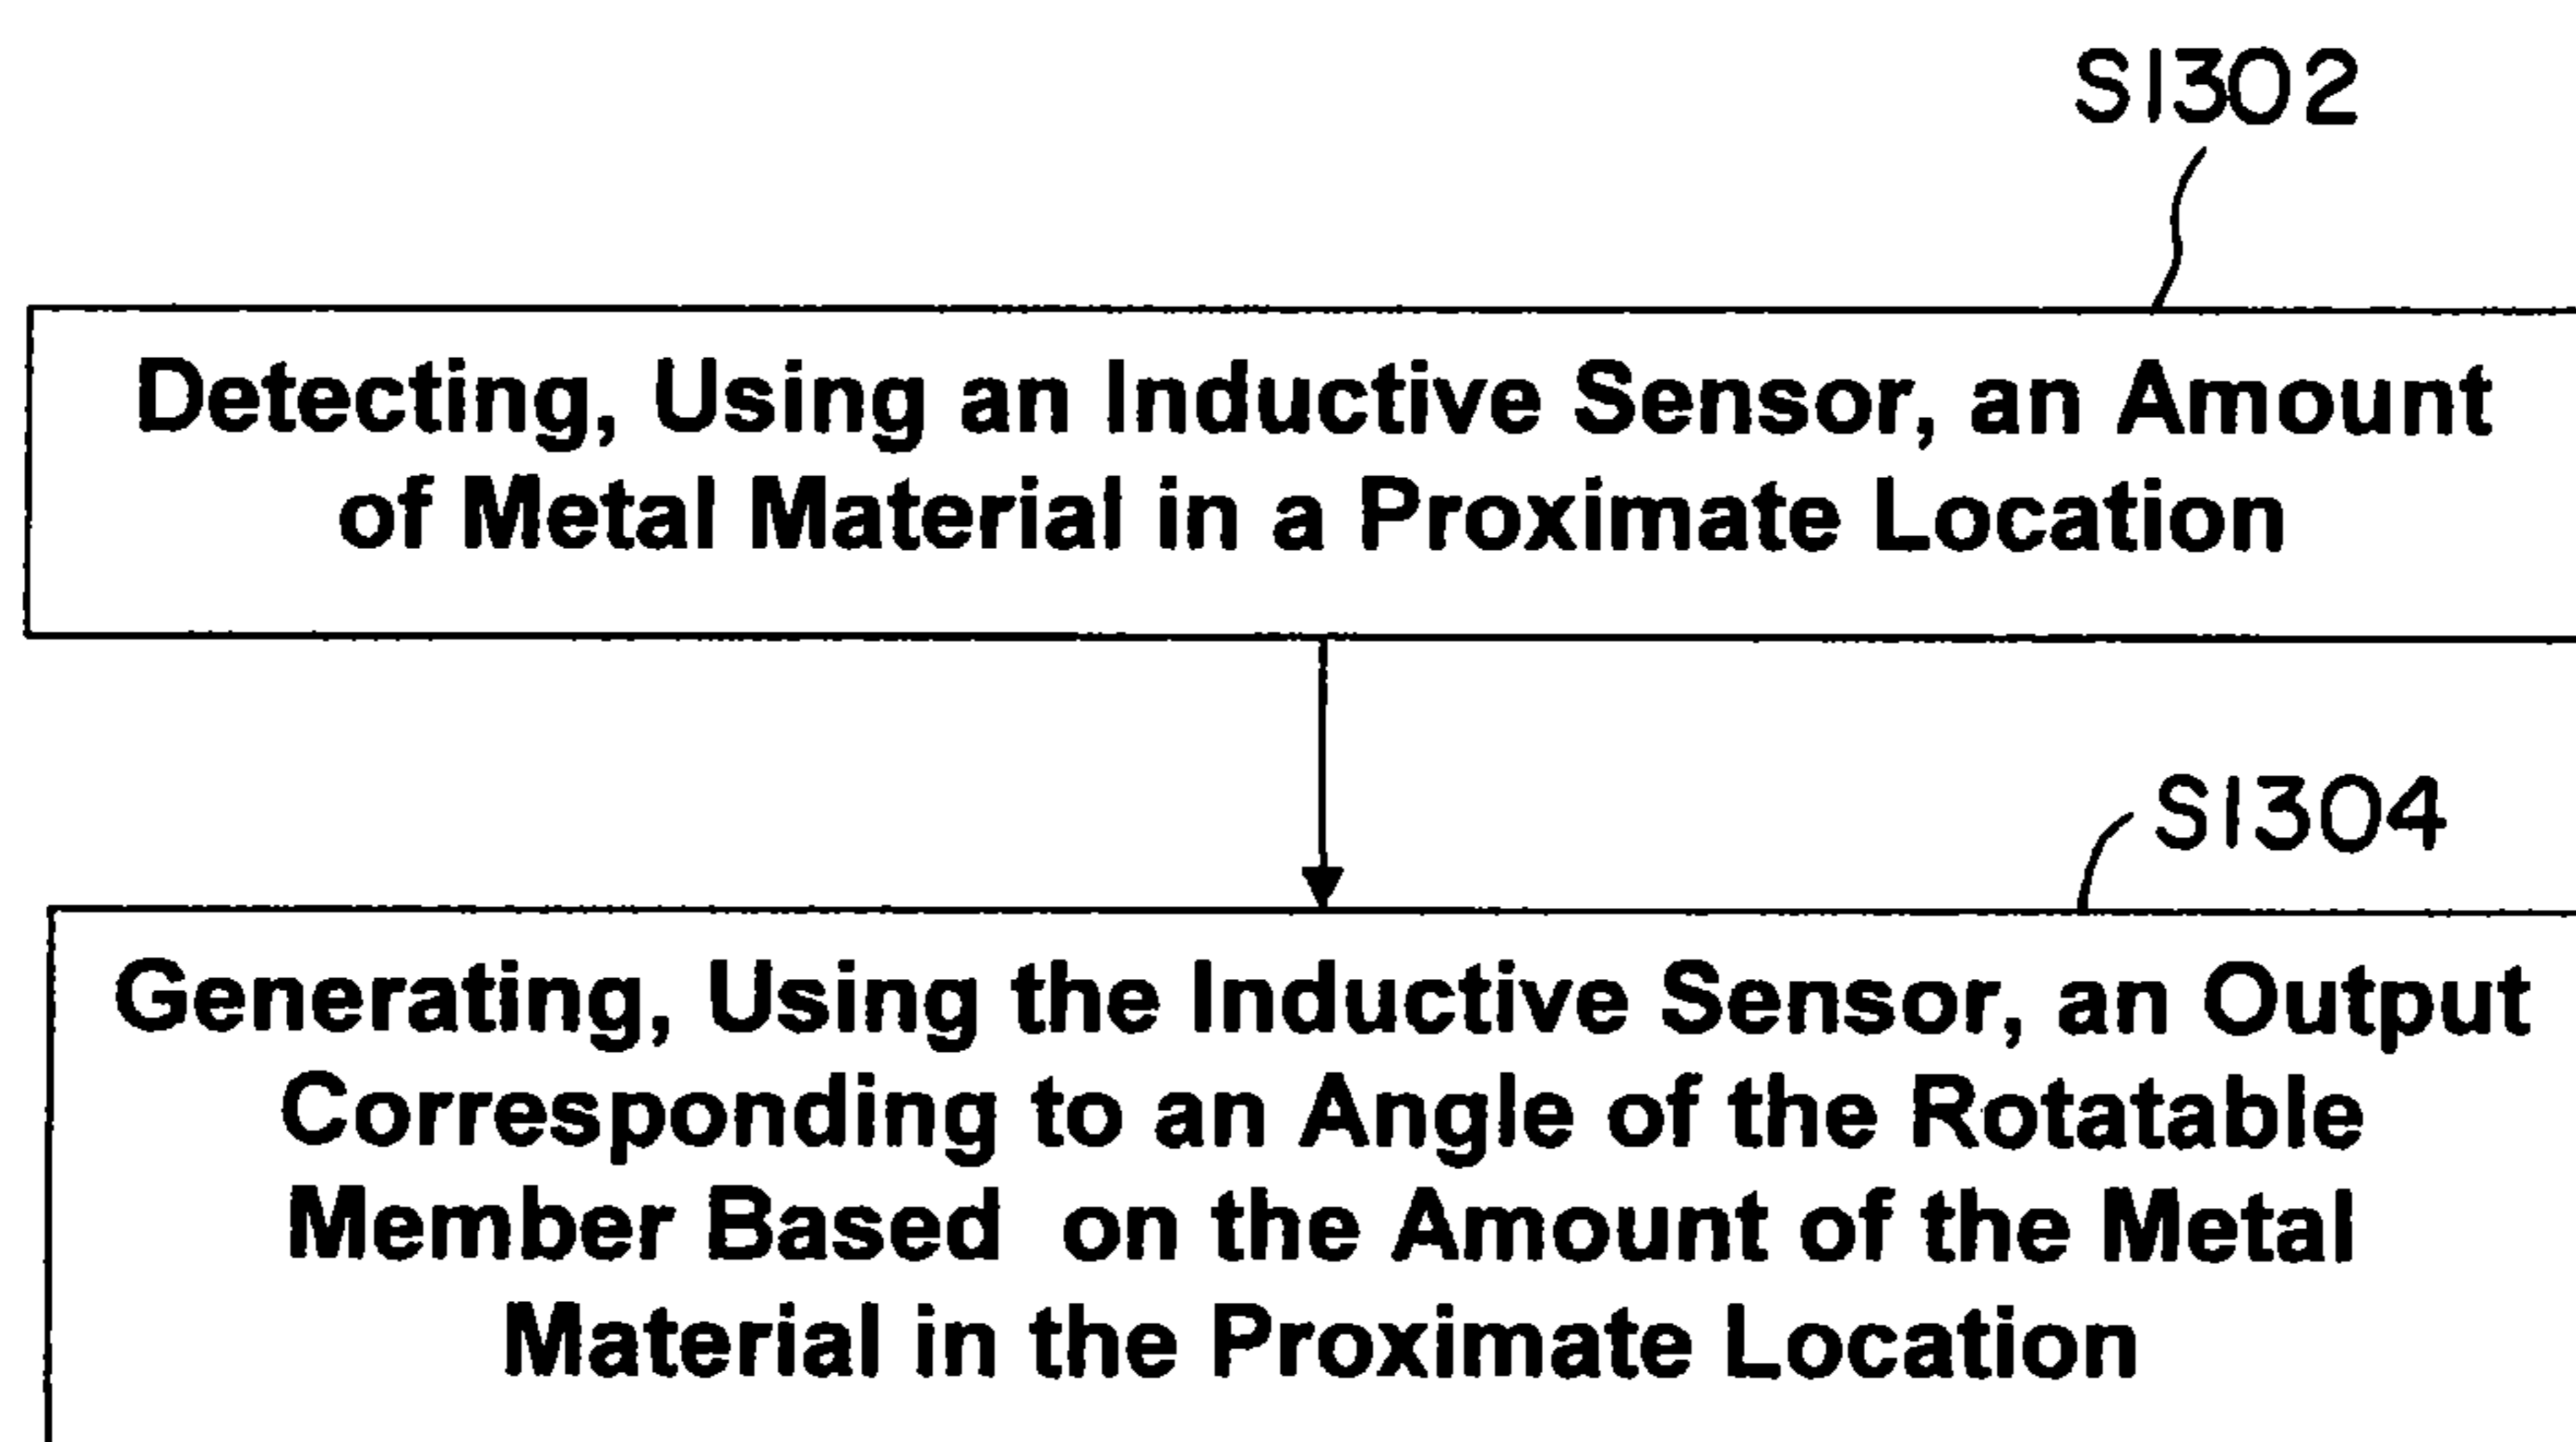 S1302
Detecting, Using an Inductive Sensor, an Amount
of Metal Material in a Proximate Location
S1304
Generating, Using the Inductive Sensor, an Output
Corresponding to an Angle of the Rotatable
Member Based on the Amount of the Metal
Material in the Proximate Location